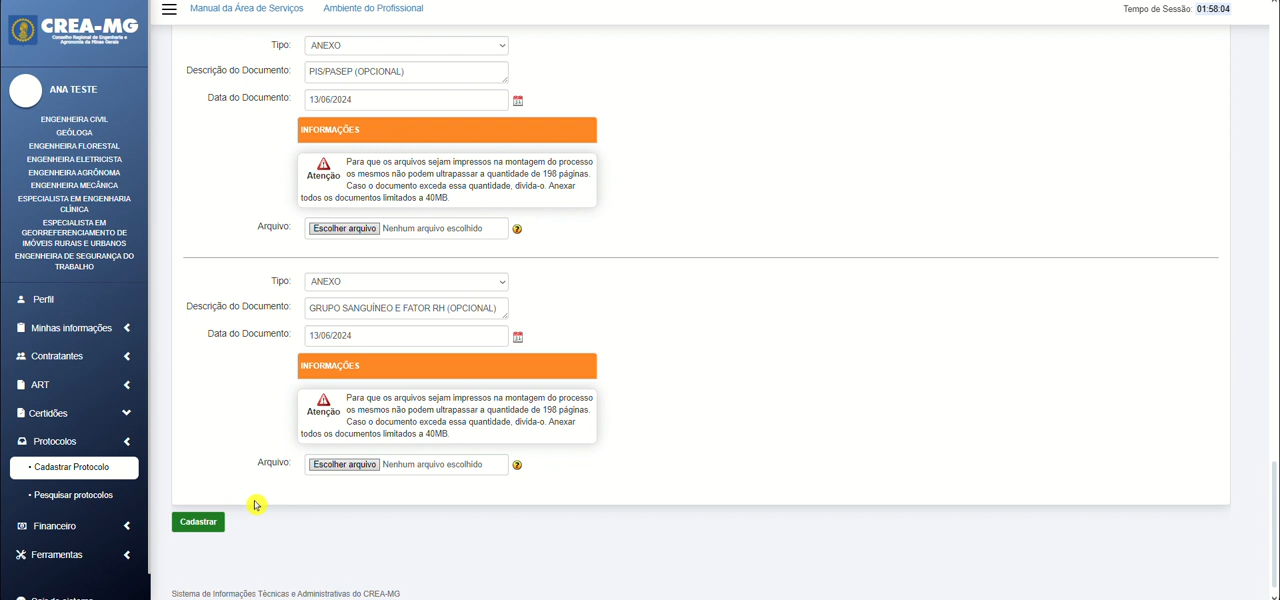 CREA-MG
Conselho Regional de Engenharia e
Agronomia de Minas Gerais
Manual da Área de Serviços
Ambiente do Profissional
Tempo de Sessão: 01:58:04
ANA TESTE
ENGENHEIRA CIVIL
GEÓLOGA
ENGENHEIRA FLORESTAL
ENGENHEIRA ELETRICISTA
ENGENHEIRA AGRÔNOMA
ENGENHEIRA MECÂNICA
ESPECIALISTA EM ENGENHARIA
CLÍNICA
ESPECIALISTA EM
GEORREFERENCIAMENTO DE
IMÓVEIS RURAIS E URBANOS
ENGENHEIRA DE SEGURANÇA DO
TRABALHO
Perfil
Minhas informações
Contratantes
ART
Certidões
Protocolos
• Cadastrar Protocolo
• Pesquisar protocolos
Financeiro
Ferramentas
Tipo: ANEXO
Descrição do Documento: PIS/PASEP (OPCIONAL)
Data do Documento: 13/06/2024
INFORMAÇÕES
Atenção
Para que os arquivos sejam impressos na montagem do processo
os mesmos não podem ultrapassar a quantidade de 198 páginas.
Caso o documento exceda essa quantidade, divida-o. Anexar
todos os documentos limitados a 40MB.
Arquivo: Escolher arquivo Nenhum arquivo escolhido
Tipo: ANEXO
Descrição do Documento: GRUPO SANGUÍNEO E FATOR RH (OPCIONAL)
Data do Documento: 13/06/2024
INFORMAÇÕES
Atenção
Para que os arquivos sejam impressos na montagem do processo
os mesmos não podem ultrapassar a quantidade de 198 páginas.
Caso o documento exceda essa quantidade, divida-o. Anexar
todos os documentos limitados a 40MB.
Arquivo: Escolher arquivo Nenhum arquivo escolhido
Cadastrar
Sistema de Informações Técnicas e Administrativas do CREA-MG